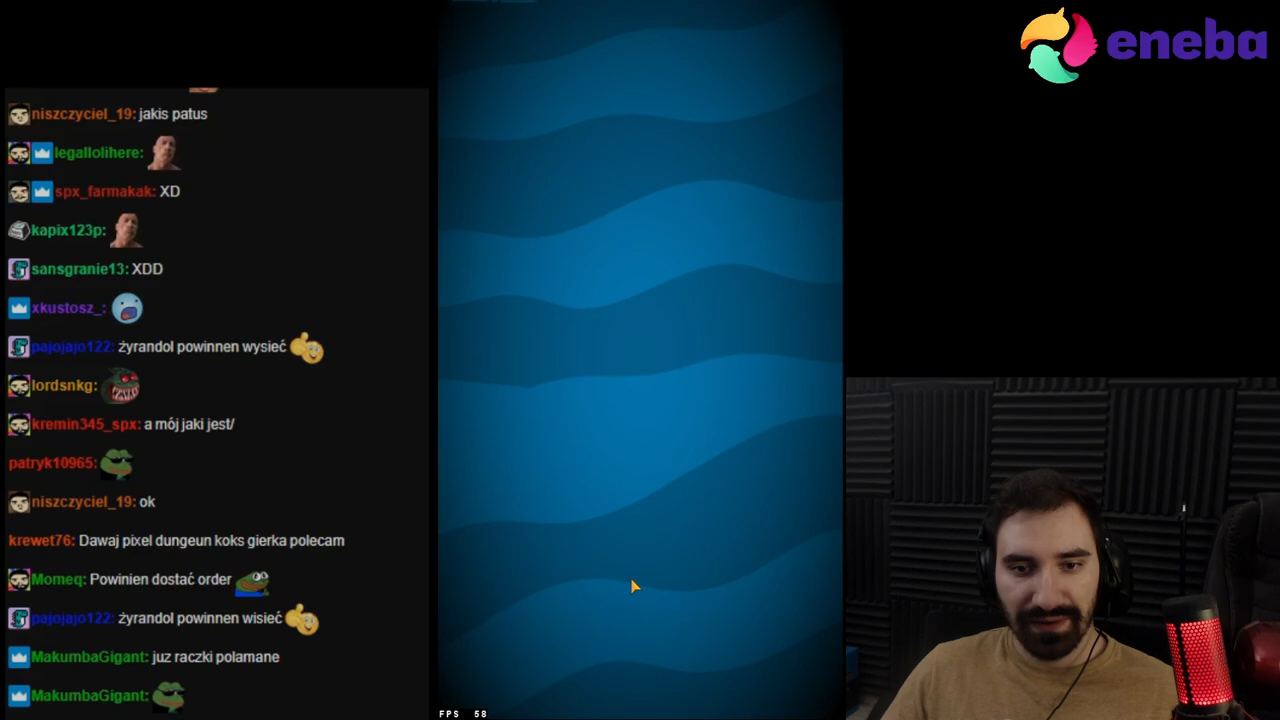 eneba
niszczyciel_19: jakis patus
legallolihere:
spx_farmakak: XD
kapix123p:
sansgranie13: XDD
xkustosz_:
pajojajo122: żyrandol powinnen wysieć
lordsnkg:
kremin345_spx: a mój jaki jest/
patryk10965:
niszczyciel_19: ok
krewet76: Dawaj pixel dungeun koks gierka polecam
Momeq: Powinien dostać order
pajojajo122: żyrandol powinnen wisieć
MakumbaGigant: juz raczki polamane
MakumbaGigant:
FPS 58